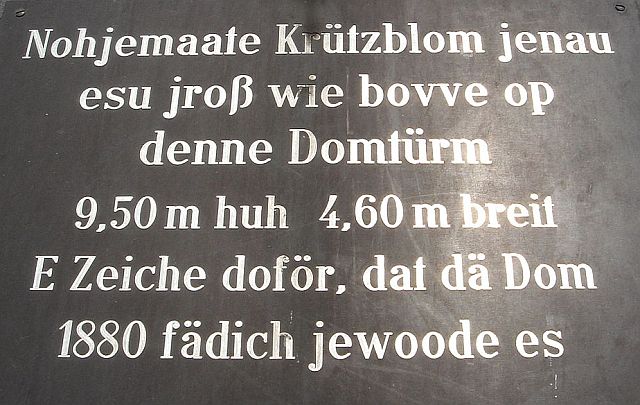 Nohjemaate Krützblom jenau
esu jroß wie bovve op
denne Domtürm
9,50 m huh 4,60 m breit
E Zeiche doför, dat dä Dom
1880 fädich jewoode es